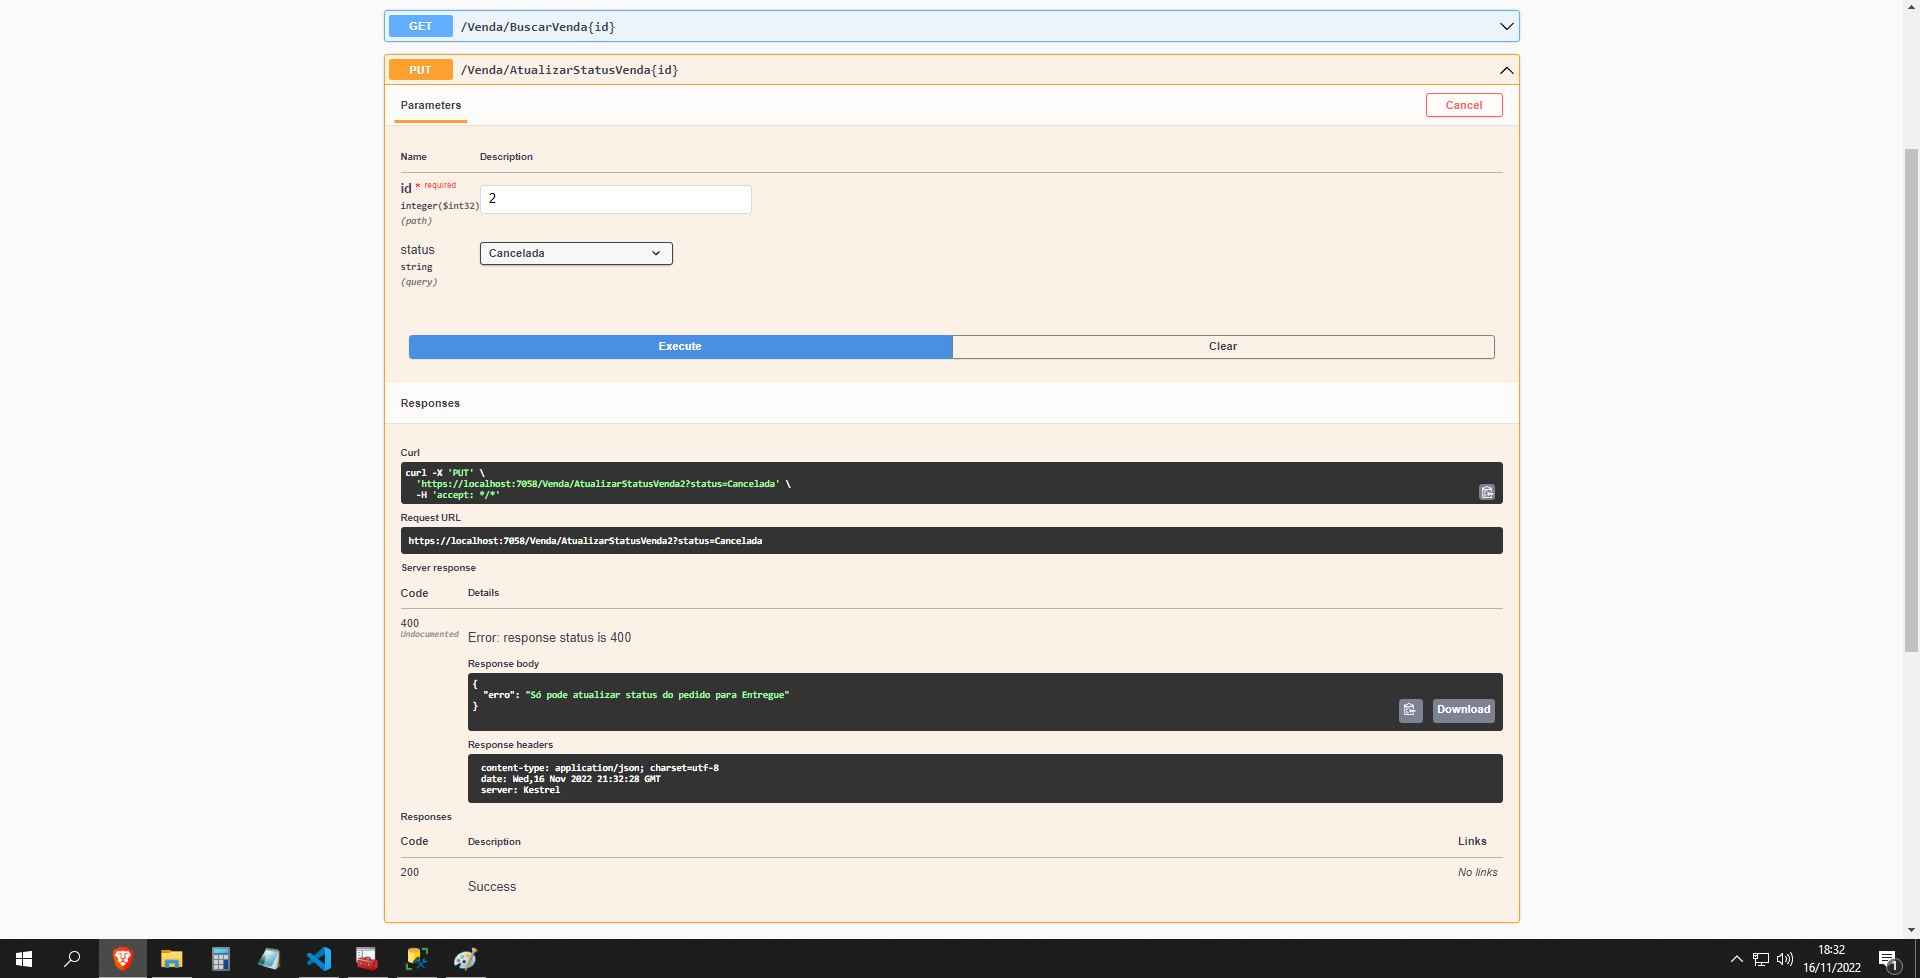 GET /Venda/BuscarVenda{id}
PUT /Venda/AtualizarStatusVenda{id}
Parameters
Cancel
Name Description
id * required
integer($int32)
(path)
2
status
string
(query)
Cancelada
Execute Clear
Responses
Curl
curl -X 'PUT' \
'https://localhost:7058/Venda/AtualizarStatusVenda2?status=Cancelada' \
-H 'accept: */*'
Request URL
https://localhost:7058/Venda/AtualizarStatusVenda2?status=Cancelada
Server response
Code Details
400
Undocumented
Error: response status is 400
Response body
{
"erro": "Só pode atualizar status do pedido para Entregue"
}
Download
Response headers
content-type: application/json; charset=utf-8
date: Wed,16 Nov 2022 21:32:28 GMT
server: Kestrel
Responses
Code Description Links
200
Success
No links
18:32
16/11/2022
1